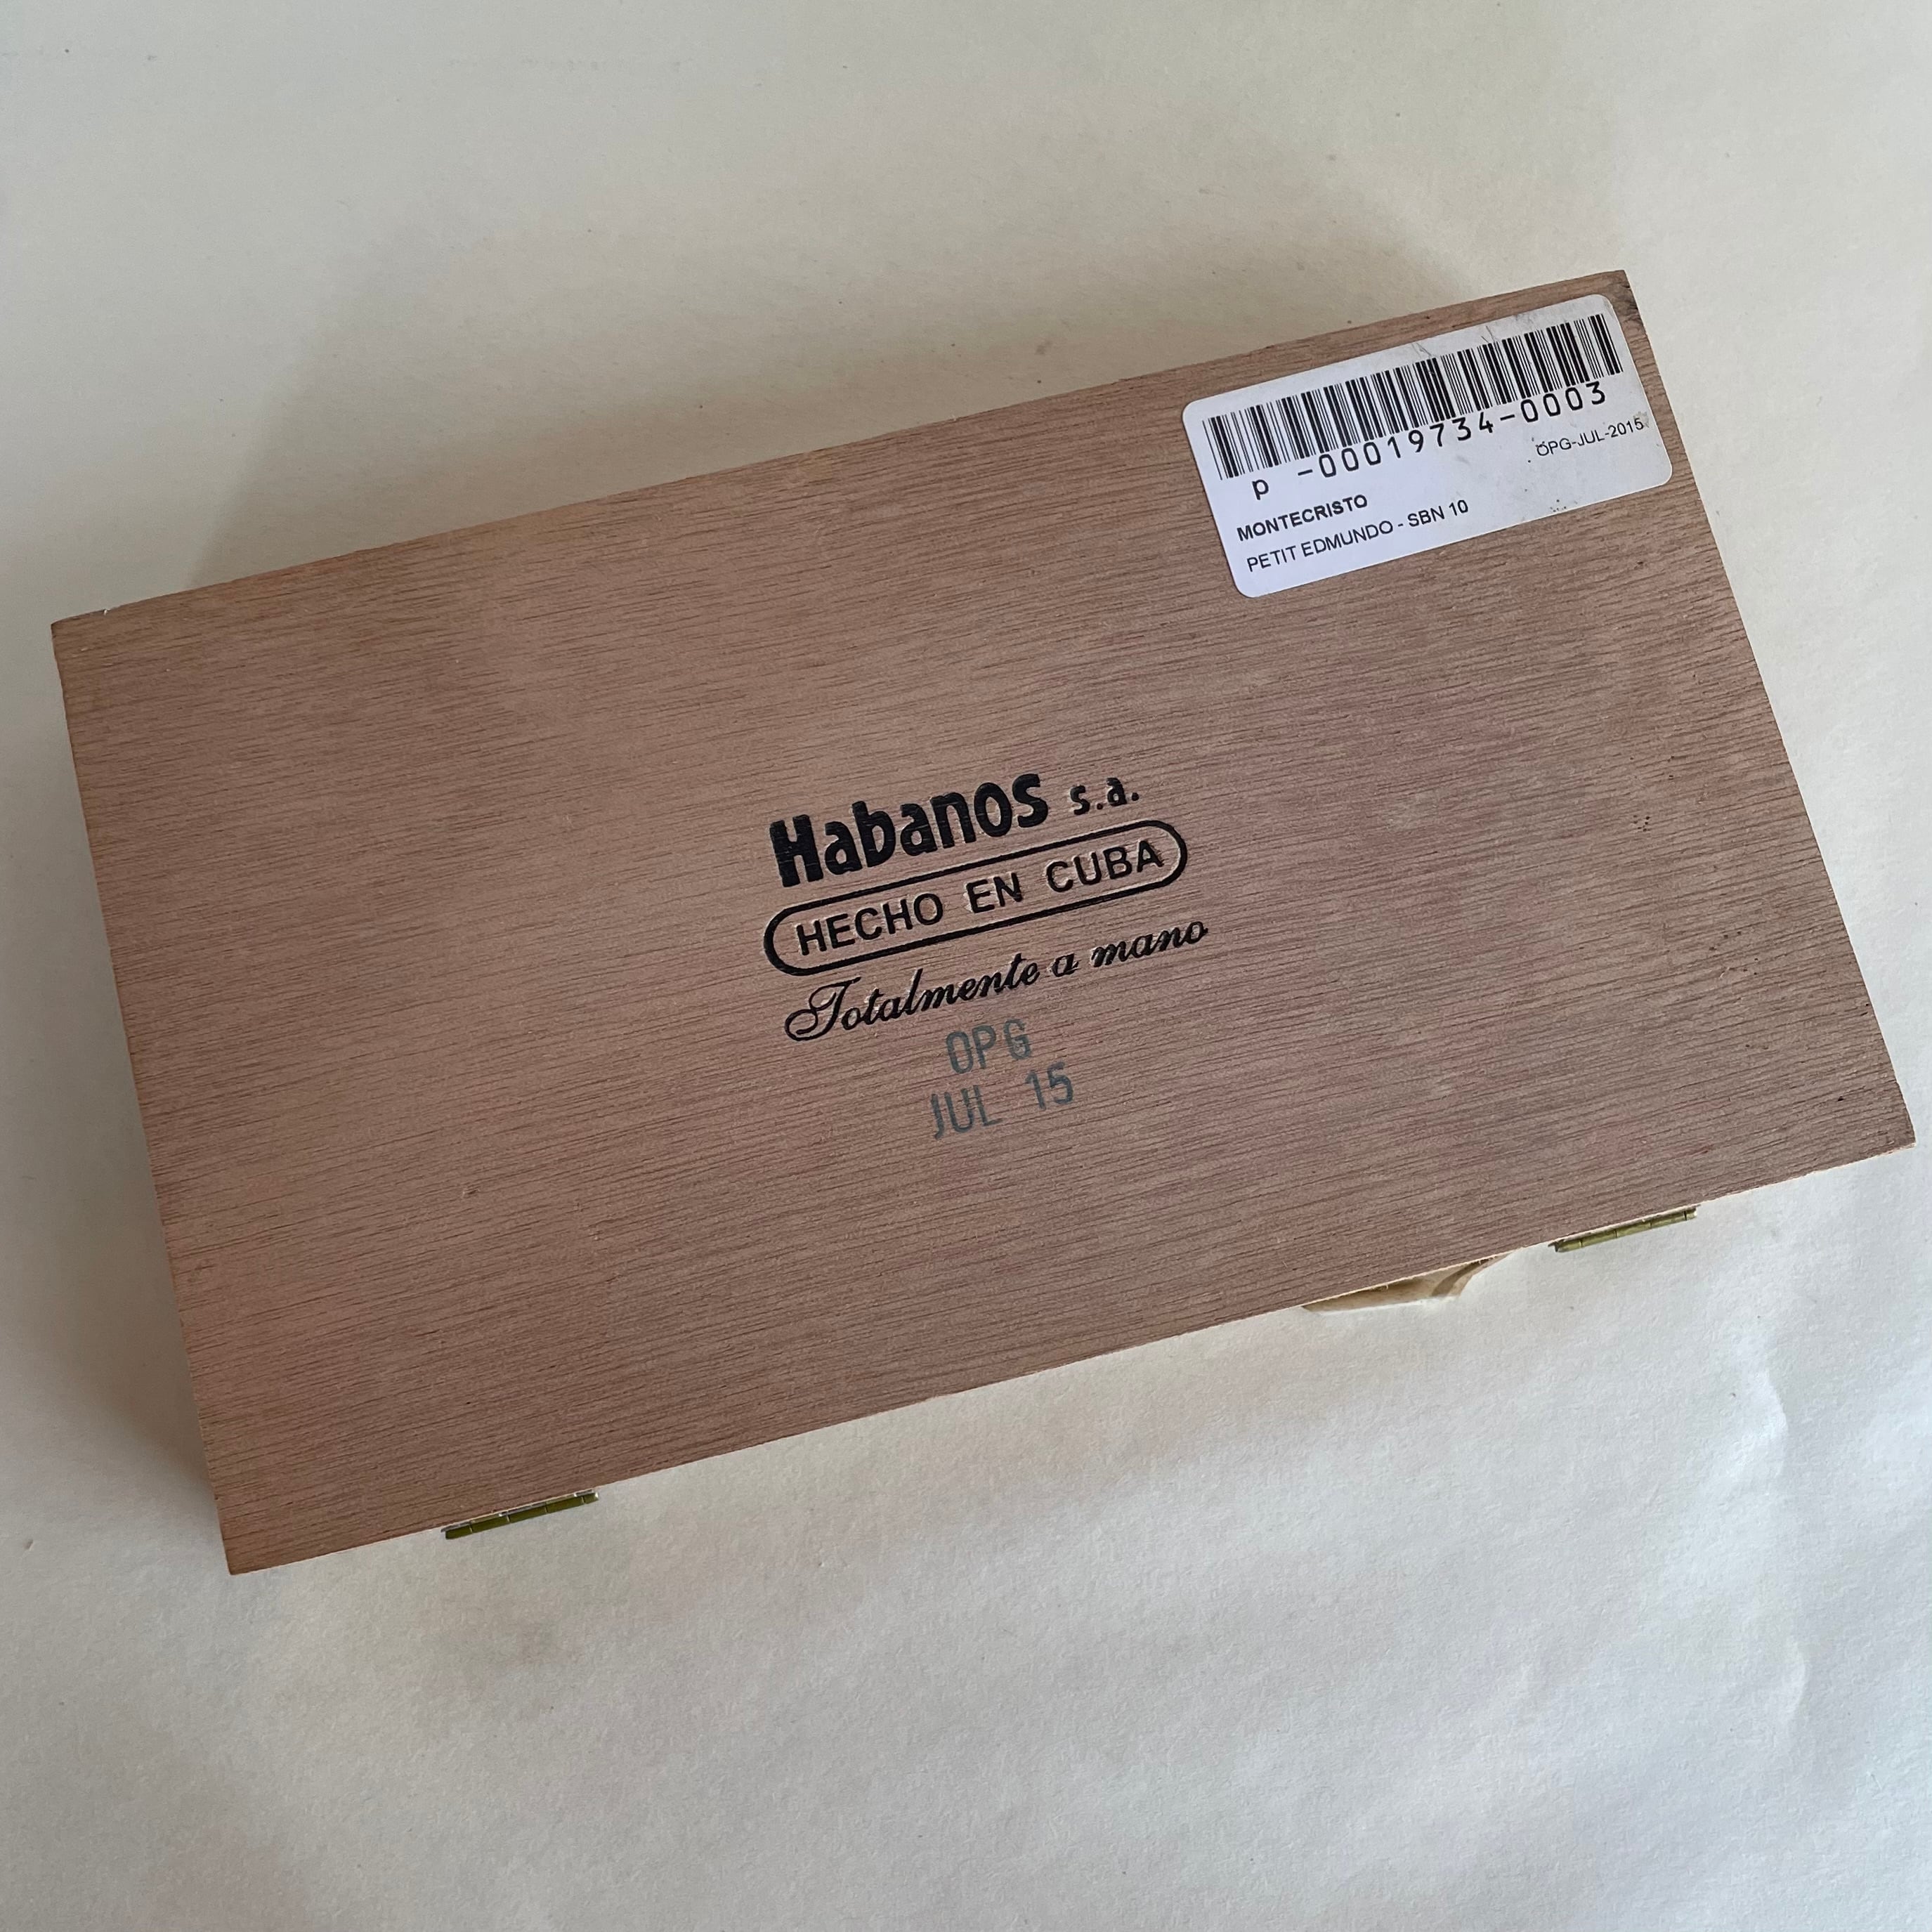 p -00019734-0003
OPG-JUL-2015
MONTECRISTO
PETIT EDMUNDO - SBN 10
Habanos s.a.
HECHO EN CUBA
Totalmente a mano
OPG
JUL 15